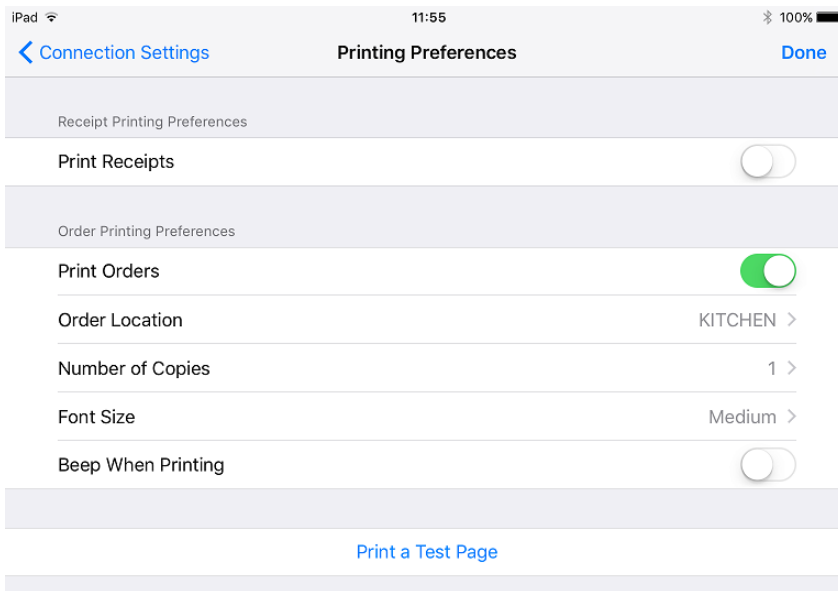 iPad 11:55 100%
Connection Settings Printing Preferences Done
Receipt Printing Preferences
Print Receipts
Order Printing Preferences
Print Orders
Order Location KITCHEN
Number of Copies 1
Font Size Medium
Beep When Printing
Print a Test Page